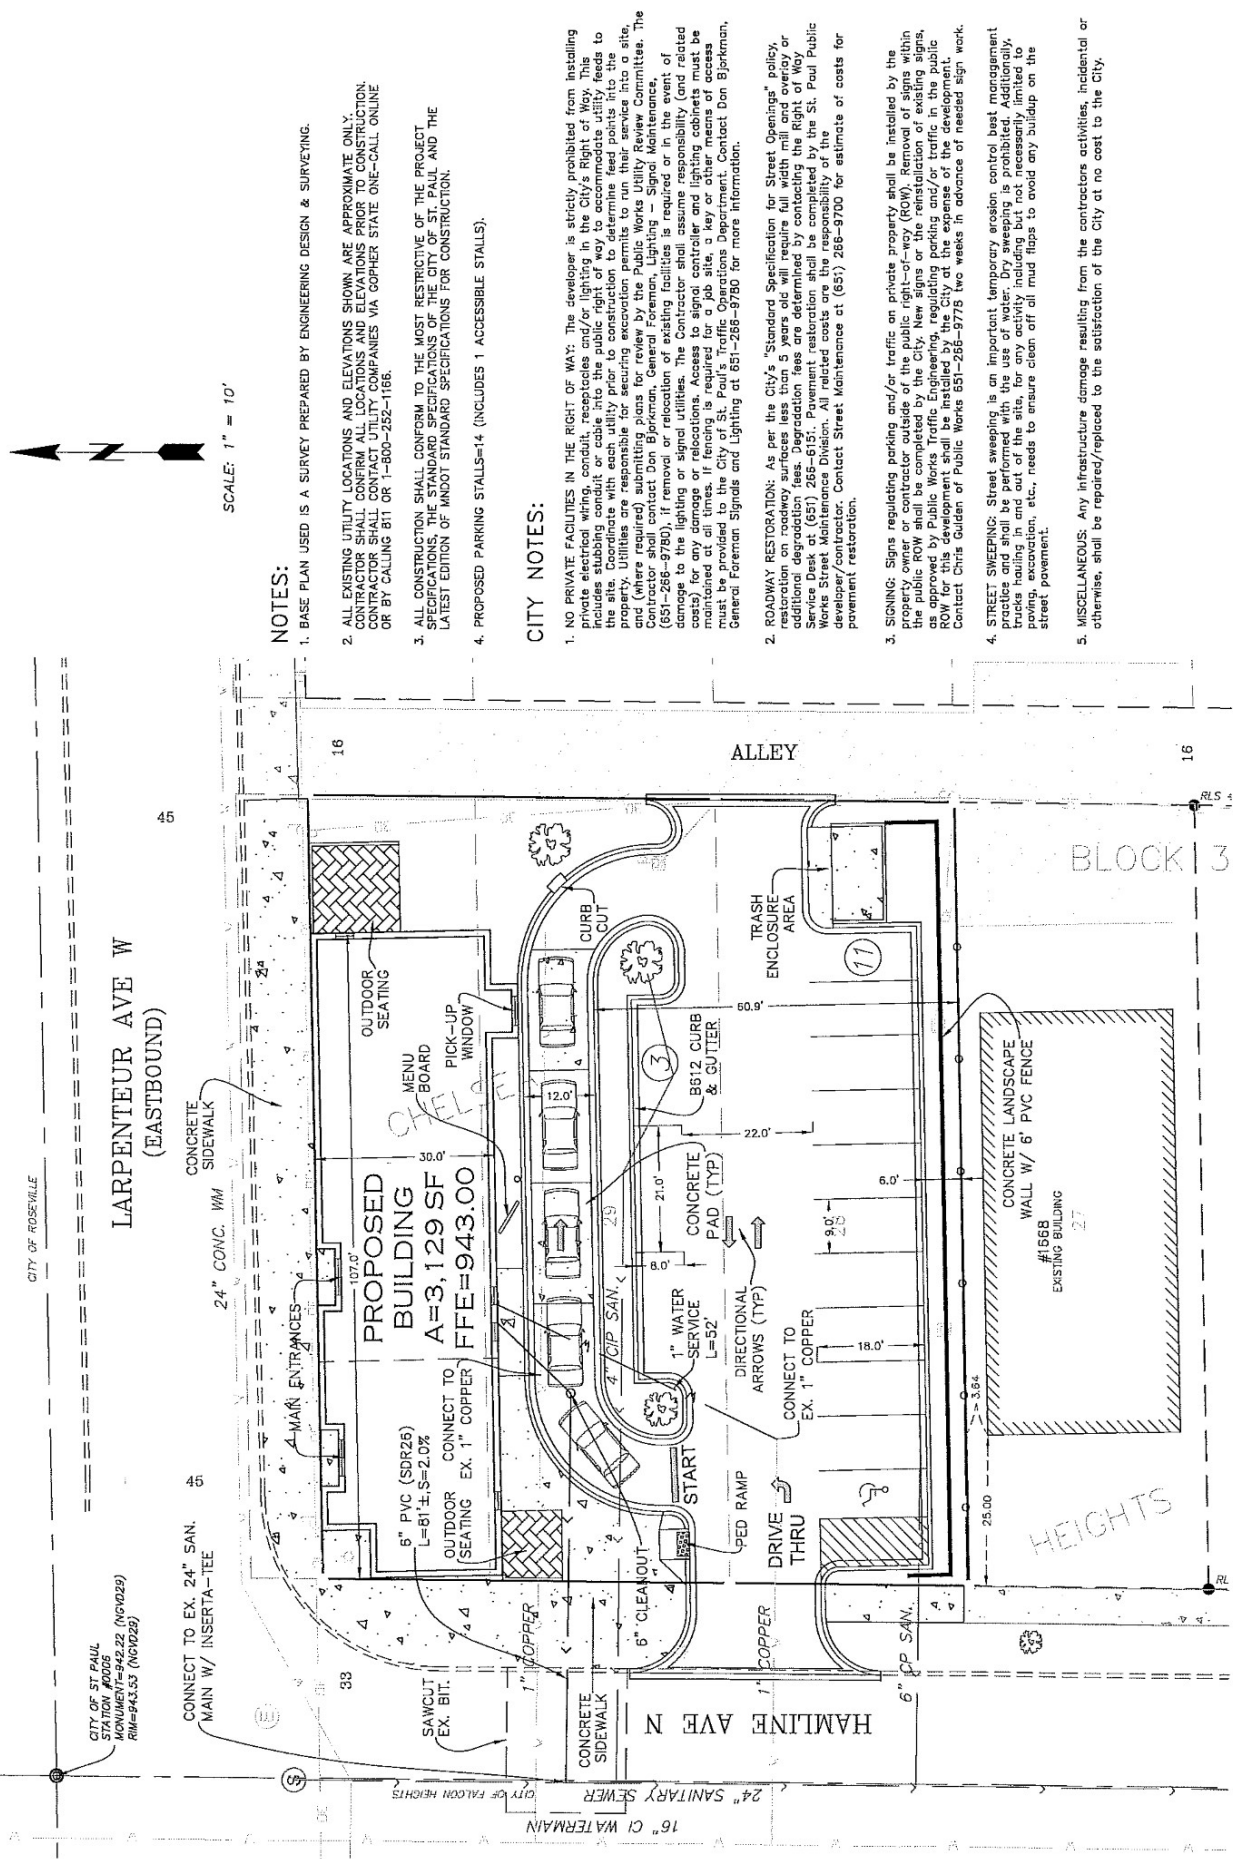 SCALE: 1" = 10'
NOTES:
1. BASE PLAN USED IS A SURVEY PREPARED BY ENGINEERING DESIGN & SURVEYING.
2. ALL EXISTING UTILITY LOCATIONS AND ELEVATIONS SHOWN ARE APPROXIMATE ONLY.
CONTRACTOR SHALL CONFIRM ALL LOCATIONS AND ELEVATIONS PRIOR TO CONSTRUCTION.
CONTRACTOR SHALL CONTACT UTILITY COMPANIES VIA GOPHER STATE ONE-CALL ONLINE
OR BY CALLING 811 OR 1-800-252-1166.
3. ALL CONSTRUCTION SHALL CONFORM TO THE MOST RESTRICTIVE OF THE PROJECT
SPECIFICATIONS, THE STANDARD SPECIFICATIONS OF THE CITY OF ST. PAUL AND THE
LATEST EDITION OF MNDOT STANDARD SPECIFICATIONS FOR CONSTRUCTION.
4. PROPOSED PARKING STALLS=14 (INCLUDES 1 ACCESSIBLE STALLS).
CITY NOTES:
1. NO PRIVATE FACILITIES IN THE RIGHT OF WAY: The developer is strictly prohibited from installing
private electrical wiring, conduit, receptacles and/or lighting in the City's Right of Way. This
includes stubbing conduit or cable into the public right of way to accommodate utility feeds to
the site. Coordinate with each utility prior to construction to determine feed points into the
property. Utilities are responsible for securing excavation permits to run their service into a site,
and (where required) submitting plans for review by the Public Works Utility Review Committee. The
Contractor shall contact Don Bjorkman, General Foreman, Lighting - Signal Maintenance,
(651-266-9780), if removal or relocation of existing facilities is required or in the event of
damage to the lighting or signal utilities. The Contractor shall assume responsibility (and related
costs) for any damage or relocations. Access to signal controller and lighting cabinets must be
maintained at all times. If fencing is required for a job site, a key or other means of access
must be provided to the City of St. Paul's Traffic Operations Department. Contact Don Bjorkman,
General Foreman Signals and Lighting at 651-266-9780 for more information.
2. ROADWAY RESTORATION: As per the City's "Standard Specification for Street Openings" policy,
restoration on roadway surfaces less than 5 years old will require full width mill and overlay or
additional degradation fees. Degradation fees are determined by contacting the Right of Way
Service Desk at (651) 266-6151. Pavement restoration shall be completed by the St. Paul Public
Works Street Maintenance Division. All related costs are the responsibility of the
developer/contractor. Contact Street Maintenance at (651) 266-9700 for estimate of costs for
pavement restoration.
3. SIGNING: Signs regulating parking and/or traffic on private property shall be installed by the
property owner or contractor outside of the public right-of-way (ROW). Removal of signs within
the public ROW shall be completed by the City. New signs or the reinstallation of existing signs,
as approved by Public Works Traffic Engineering, regulating parking and/or traffic in the public
ROW for this development shall be installed by the City at the expense of the development.
Contact Chris Gulden of Public Works 651-266-9778 two weeks in advance of needed sign work.
4. STREET SWEEPING: Street sweeping is an important temporary erosion control best management
practice and shall be performed with the use of water. Dry sweeping is prohibited. Additionally,
trucks hauling in and out of the site, for any activity including but not necessarily limited to
paving, excavation, etc., needs to ensure clean off all mud flaps to avoid any buildup on the
street pavement.
5. MISCELLANEOUS: Any infrastructure damage resulting from the contractors activities, incidental or
otherwise, shall be repaired/replaced to the satisfaction of the City at no cost to the City.
CITY OF ROSEVILLE
LARPENTEUR AVE W
(EASTBOUND)
45
45
CITY OF ST PAUL
STATION #0006
MONUMENT=942.22 (NGVD29)
RIM=943.53 (NGVD29)
CONNECT TO EX. 24" SAN.
MAIN W/ INSERTA-TEE
24" CONC. WM
CONCRETE
SIDEWALK
MAIN ENTRANCES
107.0'
30.0'
OUTDOOR
SEATING
PROPOSED
BUILDING
A=3,129 SF
FFE=943.00
CHELSEA
MENU
BOARD
PICK-UP
WINDOW
6" PVC (SDR26)
L=81'±,S=2.0%
OUTDOOR
SEATING
CONNECT TO
EX. 1" COPPER
33
16
ALLEY
16
SAWCUT
EX. BIT.
1" COPPER
CONCRETE
SIDEWALK
6" CLEANOUT
12.0'
CURB
CUT
29
4" CIP SAN.
3
B612 CURB
& GUTTER
60.9'
22.0'
21.0'
8.0'
CONCRETE
PAD (TYP)
1" WATER
SERVICE
L=52'
START
PED RAMP
DRIVE
THRU
DIRECTIONAL
ARROWS (TYP)
CONNECT TO
EX. 1" COPPER
TRASH
ENCLOSURE
AREA
11
9.0'
28
18.0'
6.0'
1" COPPER
6" CIP SAN.
HAMLINE AVE N
24" SANITARY SEWER
16" CI WATERMAIN
CITY OF FALCON HEIGHTS
S
CONCRETE LANDSCAPE
WALL W/ 6' PVC FENCE
#1568
EXISTING BUILDING
27
3.64
25.00
HEIGHTS
BLOCK 3
RLS 4
RL